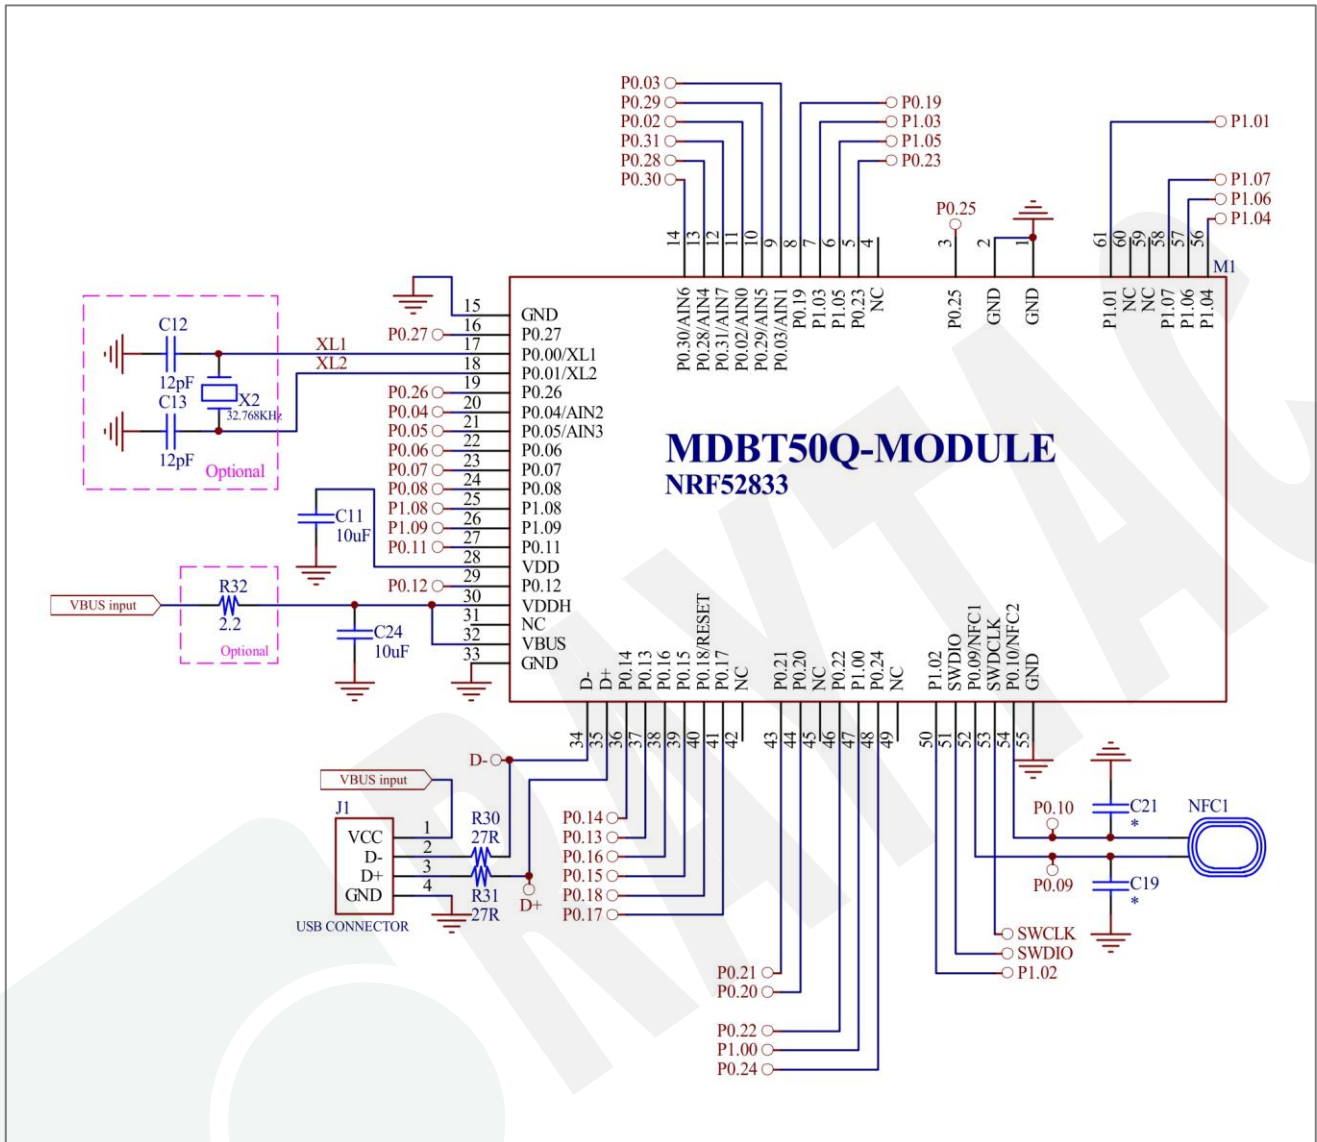 P0.03
P0.29
P0.02
P0.31
P0.28
P0.30
P0.19
P1.03
P1.05
P0.23
P0.25
P1.01
P1.07
P1.06
P1.04
14
13
12
11
10
9
8
7
6
5
4
3
2
1
61
60
59
58
57
56
M1
P0.30/AIN6
P0.28/AIN4
P0.31/AIN7
P0.02/AIN0
P0.29/AIN5
P0.03/AIN1
P0.19
P1.03
P1.05
P0.23
NC
P0.25
GND
GND
P1.01
NC
NC
P1.07
P1.06
P1.04
15 GND
P0.27 16 P0.27
XL1 17 P0.00/XL1
XL2 18 P0.01/XL2
P0.26 19 P0.26
P0.04 20 P0.04/AIN2
P0.05 21 P0.05/AIN3
P0.06 22 P0.06
P0.07 23 P0.07
P0.08 24 P0.08
P1.08 25 P1.08
P1.09 26 P1.09
P0.11 27 P0.11
28 VDD
P0.12 29 P0.12
30 VDDH
31 NC
32 VBUS
33 GND
C12
12pF
C13
12pF
X2
32.768KHz
Optional
C11
10uF
VBUS input
R32
2.2
Optional
C24
10uF
MDBT50Q-MODULE
NRF52833
D-
D+
P0.14
P0.13
P0.16
P0.15
P0.18/RESET
P0.17
NC
P0.21
P0.20
NC
P0.22
P1.00
P0.24
NC
P1.02
SWDIO
P0.09/NFC1
SWDCLK
P0.10/NFC2
GND
34
35
36
37
38
39
40
41
42
43
44
45
46
47
48
49
50
51
52
53
54
55
D-
VBUS input
J1
VCC 1
D- 2
D+ 3
GND 4
USB CONNECTOR
R30
27R
R31
27R
D+
P0.14
P0.13
P0.16
P0.15
P0.18
P0.17
P0.21
P0.20
P0.22
P1.00
P0.24
P0.10
P0.09
C21
*
C19
*
NFC1
SWCLK
SWDIO
P1.02
RAYTAC